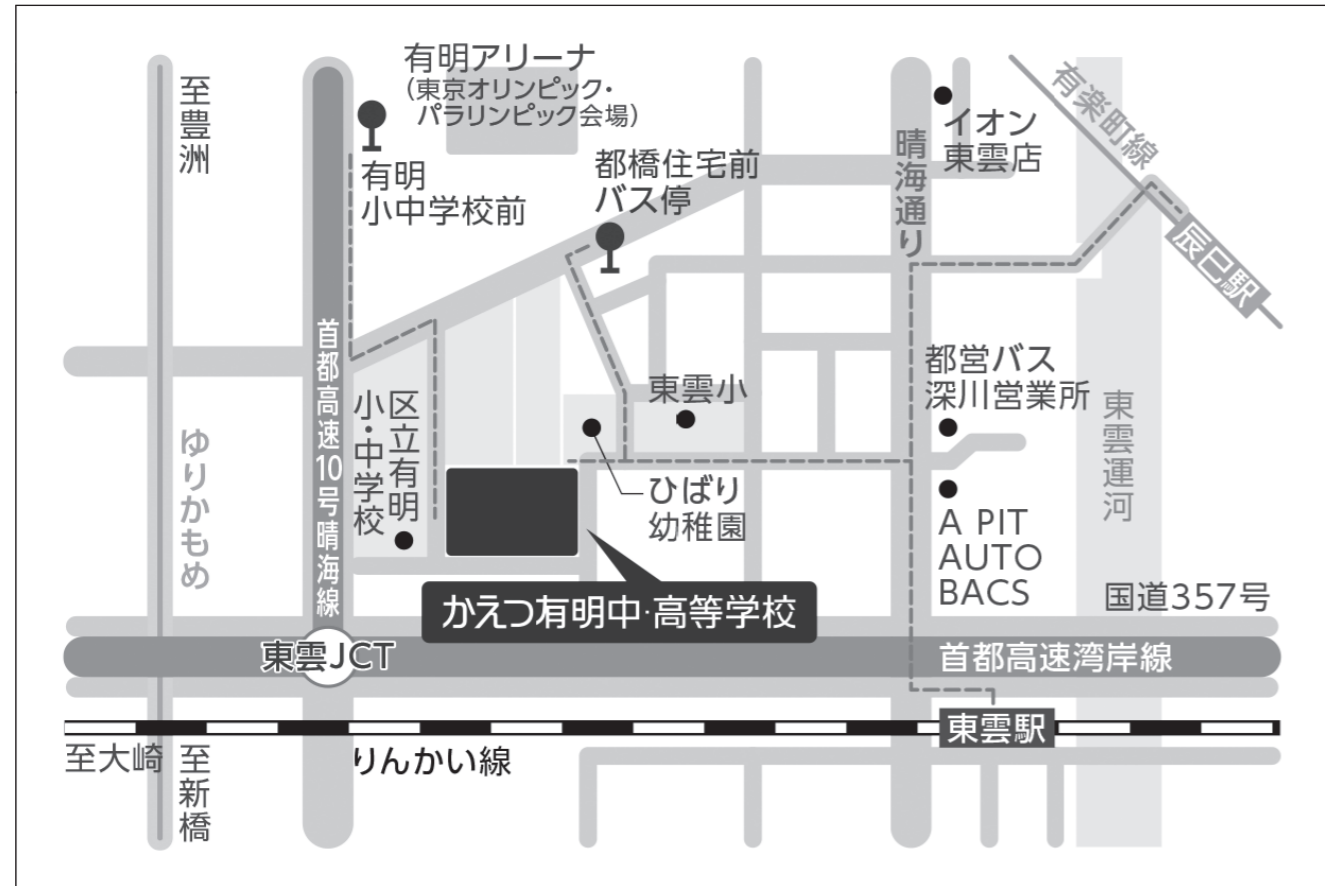 有明アリーナ
（東京オリンピック・
パラリンピック会場）
至豊洲
有明
小中学校前
都橋住宅前
バス停
晴海通り
イオン
東雲店
有楽町線
辰巳駅
首都高速10号晴海線
ゆりかもめ
区立有明
小・中学校
東雲小
ひばり
幼稚園
都営バス
深川営業所
東雲運河
A PIT
AUTO
BACS
かえつ有明中・高等学校
国道357号
東雲JCT
首都高速湾岸線
東雲駅
至大崎
至新橋
りんかい線